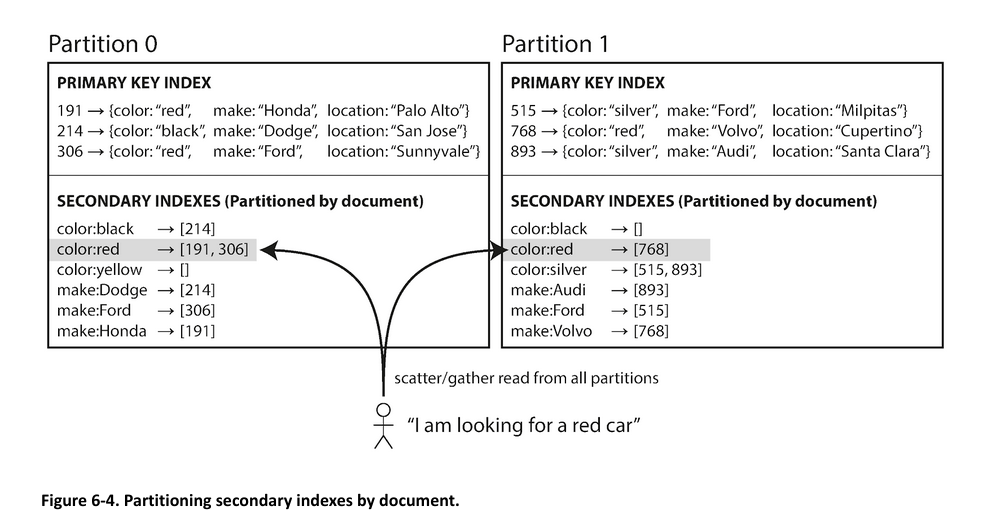 Partition 0
PRIMARY KEY INDEX
191 → {color: “red”, make: “Honda”, location: “Palo Alto”}
214 → {color: “black”, make: “Dodge”, location: “San Jose”}
306 → {color: “red”, make: “Ford”, location: “Sunnyvale”}
SECONDARY INDEXES (Partitioned by document)
color:black → [214]
color:red → [191, 306]
color:yellow → []
make:Dodge → [214]
make:Ford → [306]
make:Honda → [191]
Partition 1
PRIMARY KEY INDEX
515 → {color: “silver”, make: “Ford”, location: “Milpitas”}
768 → {color: “red”, make: “Volvo”, location: “Cupertino”}
893 → {color: “silver”, make: “Audi”, location: “Santa Clara”}
SECONDARY INDEXES (Partitioned by document)
color:black → []
color:red → [768]
color:silver → [515, 893]
make:Audi → [893]
make:Ford → [515]
make:Volvo → [768]
scatter/gather read from all partitions
“I am looking for a red car”
Figure 6-4. Partitioning secondary indexes by document.